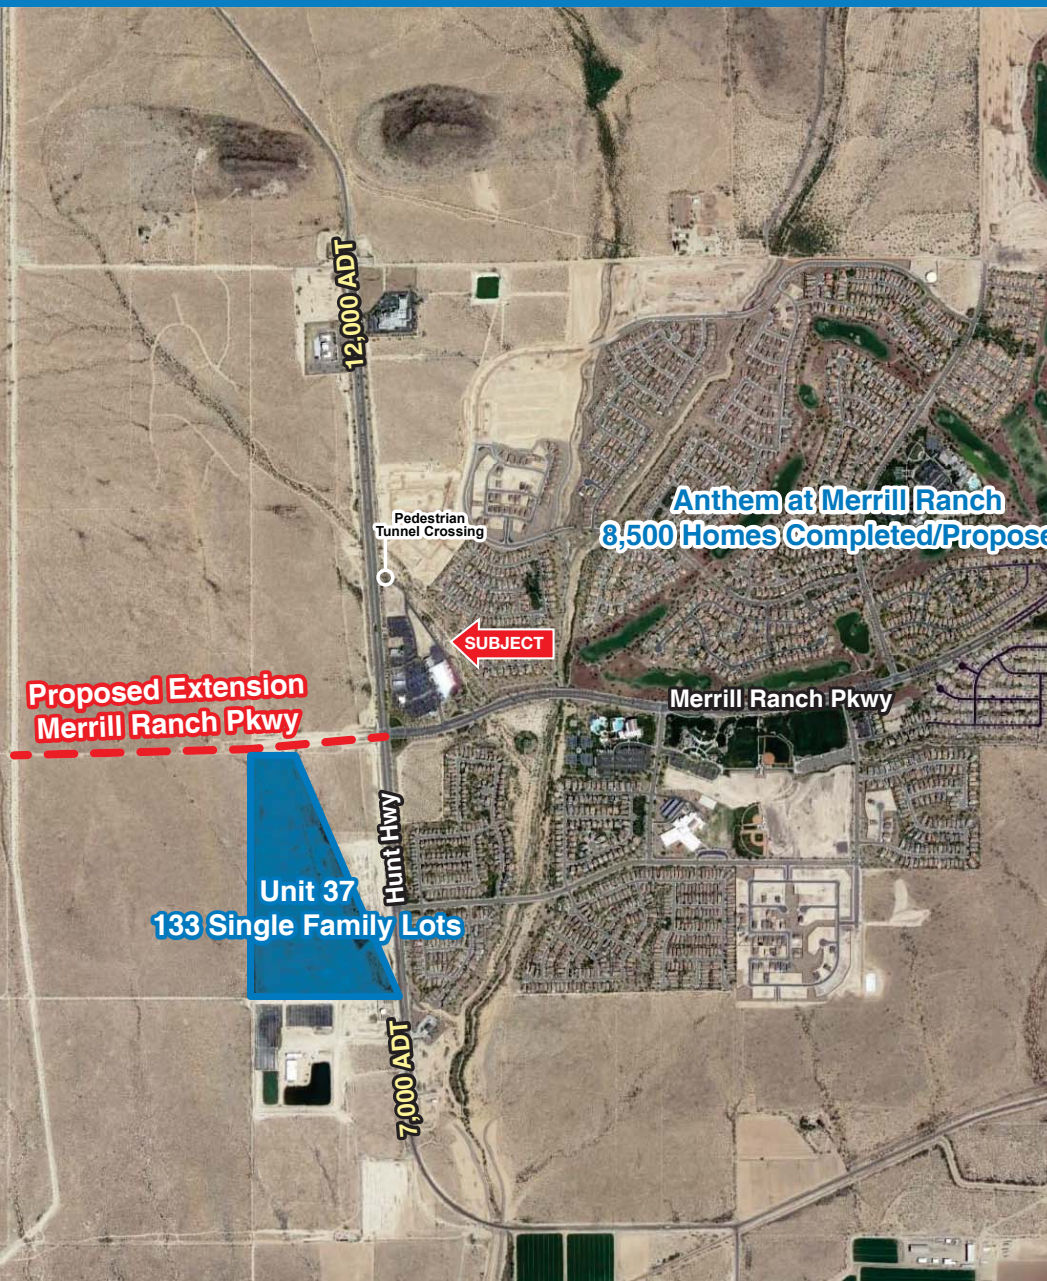 12,000 ADT
Anthem at Merrill Ranch
8,500 Homes Completed/Propose
Pedestrian
Tunnel Crossing
SUBJECT
Proposed Extension
Merrill Ranch Pkwy
Merrill Ranch Pkwy
Hunt Hwy
Unit 37
133 Single Family Lots
7,000 ADT